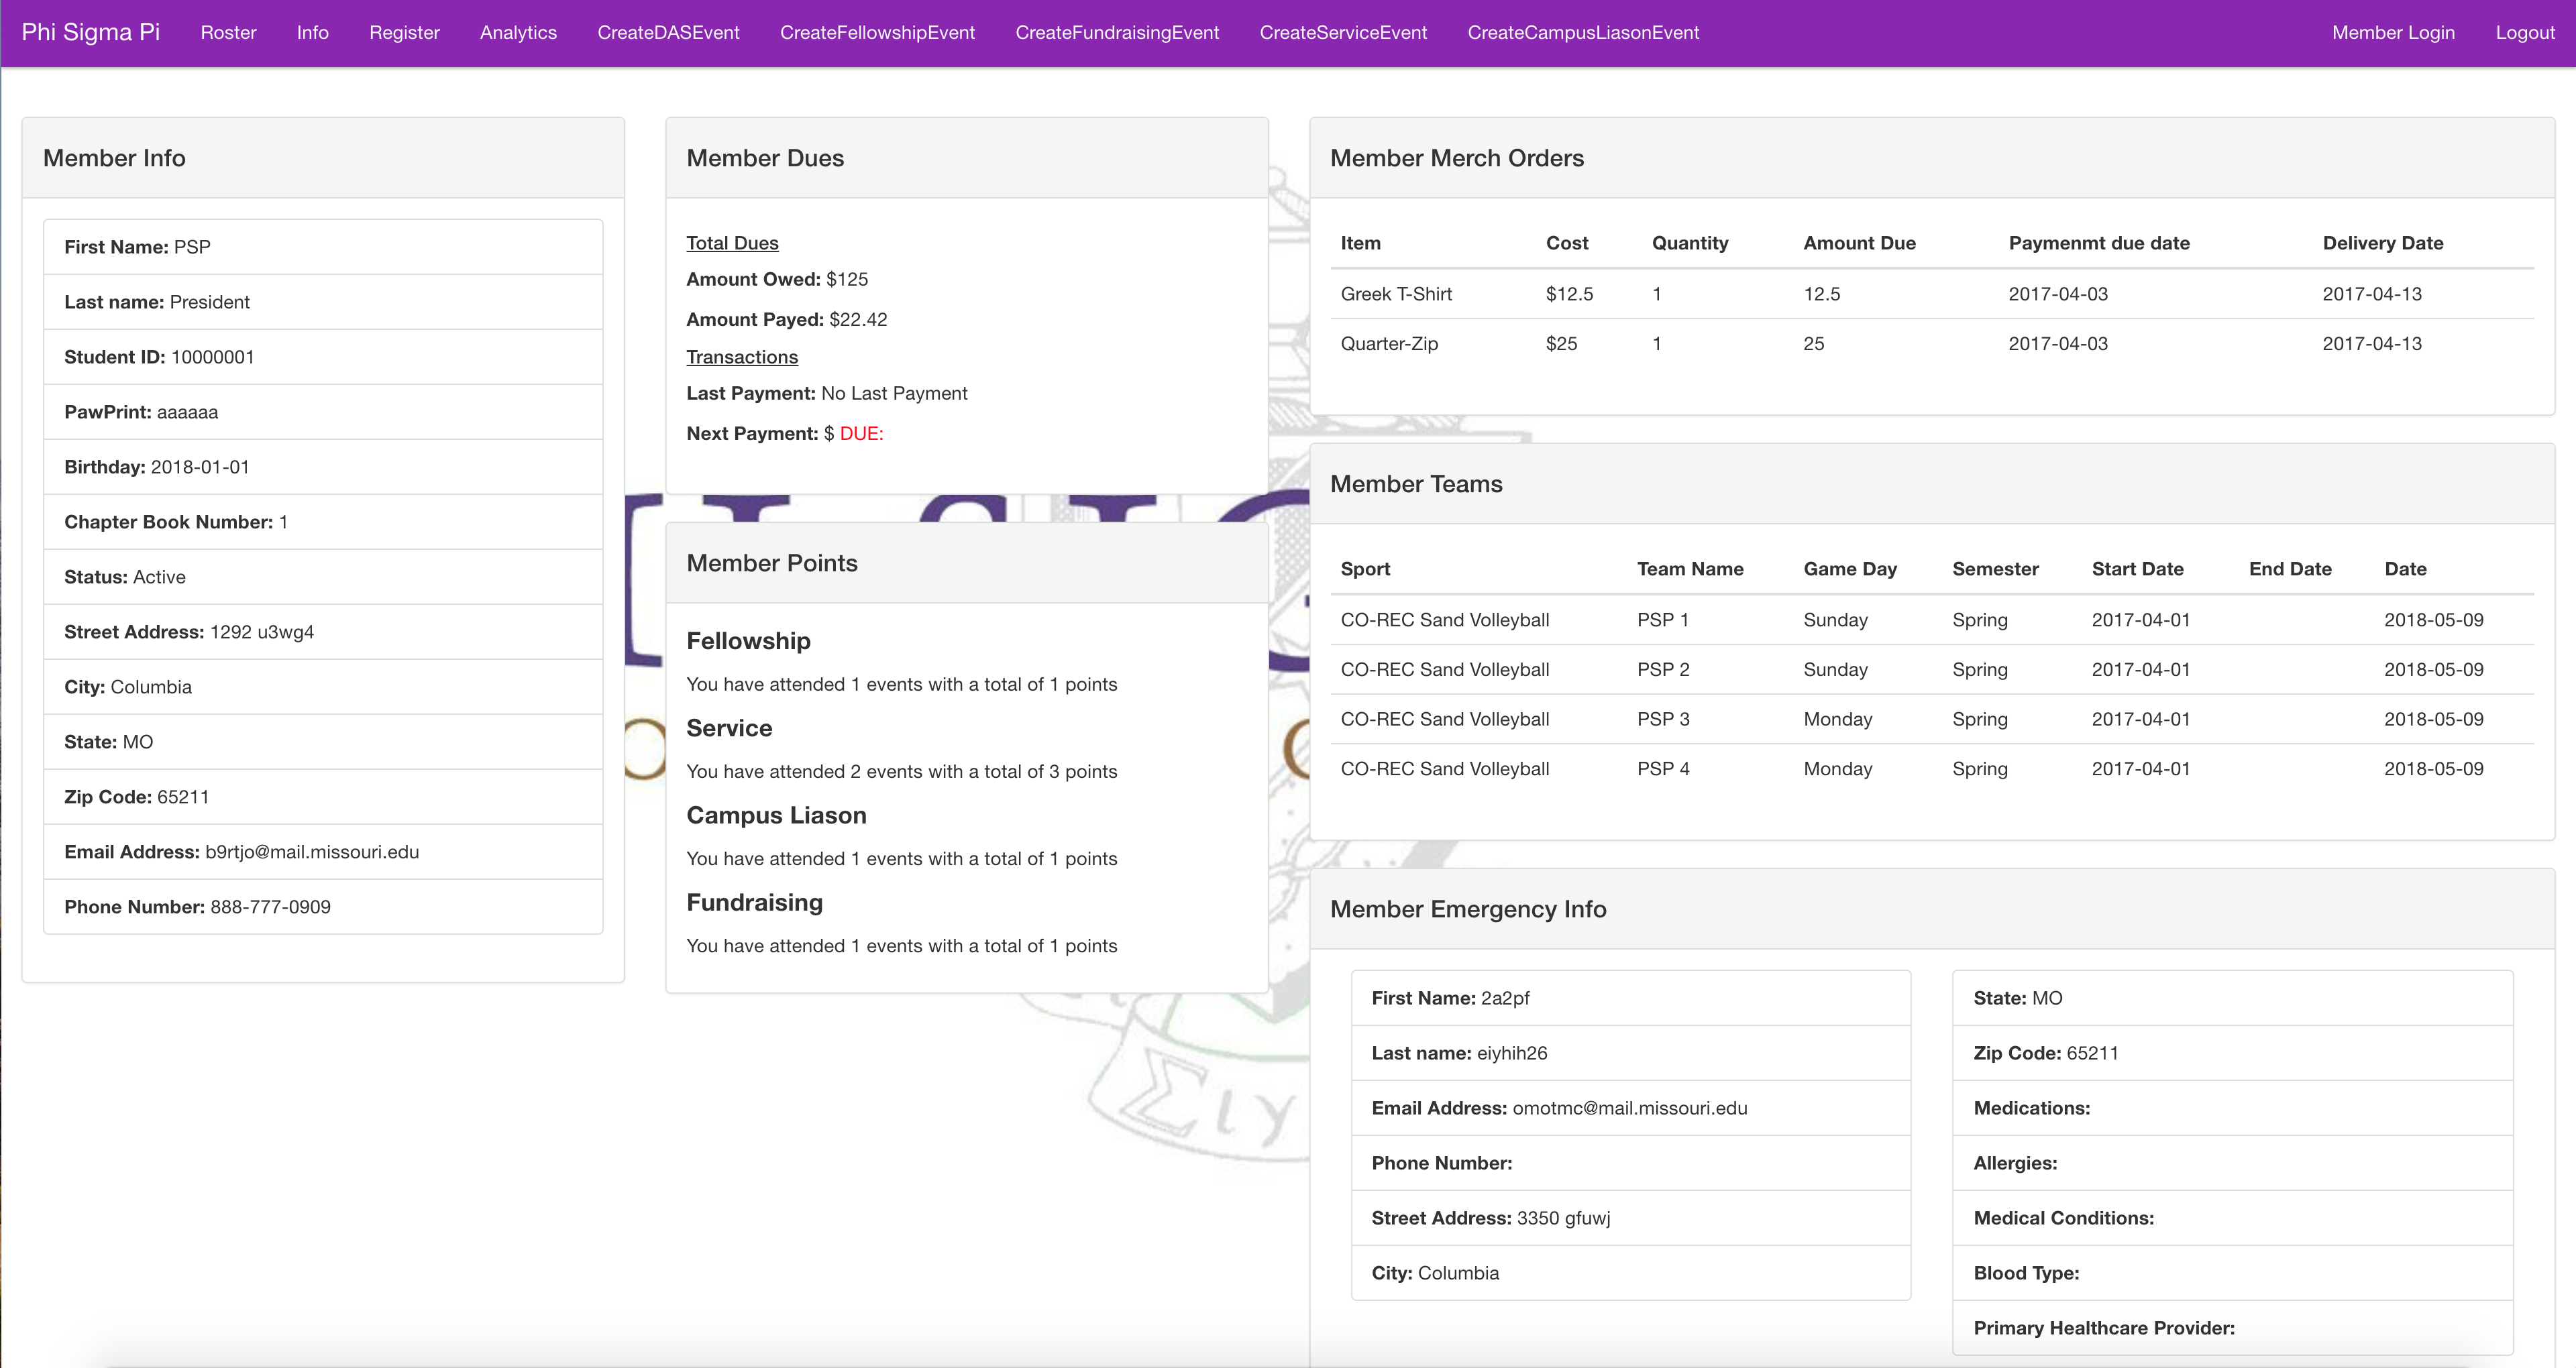 Phi Sigma Pi Roster Info Register Analytics CreateDASEvent CreateFellowshipEvent CreateFundraisingEvent CreateServiceEvent CreateCampusLiasonEvent Member Login Logout
Member Info
First Name: PSP
Last name: President
Student ID: 10000001
PawPrint: aaaaaa
Birthday: 2018-01-01
Chapter Book Number: 1
Status: Active
Street Address: 1292 u3wg4
City: Columbia
State: MO
Zip Code: 65211
Email Address: b9rtjo@mail.missouri.edu
Phone Number: 888-777-0909
Member Dues
Total Dues
Amount Owed: $125
Amount Payed: $22.42
Transactions
Last Payment: No Last Payment
Next Payment: $ DUE:
Member Points
Fellowship
You have attended 1 events with a total of 1 points
Service
You have attended 2 events with a total of 3 points
Campus Liason
You have attended 1 events with a total of 1 points
Fundraising
You have attended 1 events with a total of 1 points
Member Merch Orders
Item Cost Quantity Amount Due Paymenmt due date Delivery Date
Greek T-Shirt $12.5 1 12.5 2017-04-03 2017-04-13
Quarter-Zip $25 1 25 2017-04-03 2017-04-13
Member Teams
Sport Team Name Game Day Semester Start Date End Date Date
CO-REC Sand Volleyball PSP 1 Sunday Spring 2017-04-01 2018-05-09
CO-REC Sand Volleyball PSP 2 Sunday Spring 2017-04-01 2018-05-09
CO-REC Sand Volleyball PSP 3 Monday Spring 2017-04-01 2018-05-09
CO-REC Sand Volleyball PSP 4 Monday Spring 2017-04-01 2018-05-09
Member Emergency Info
First Name: 2a2pf
Last name: eiyhih26
Email Address: omotmc@mail.missouri.edu
Phone Number:
Street Address: 3350 gfuwj
City: Columbia
State: MO
Zip Code: 65211
Medications:
Allergies:
Medical Conditions:
Blood Type:
Primary Healthcare Provider: